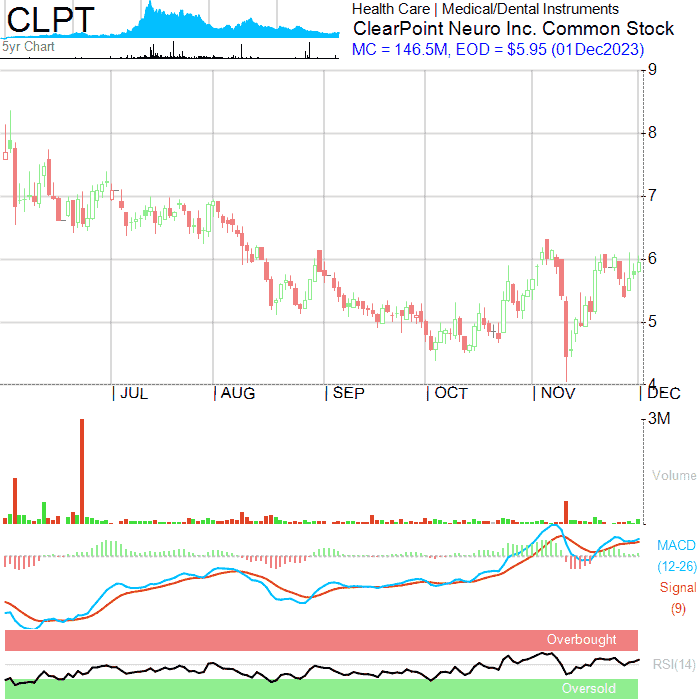 CLPT
5yr Chart
Health Care | Medical/Dental Instruments
ClearPoint Neuro Inc. Common Stock
MC = 146.5M, EOD = $5.95 (01Dec2023)
9
8
7
6
5
4
| JUL | AUG | SEP | OCT | NOV | DEC
3M
Volume
MACD
(12-26)
Signal
(9)
Overbought
RSI(14)
Oversold